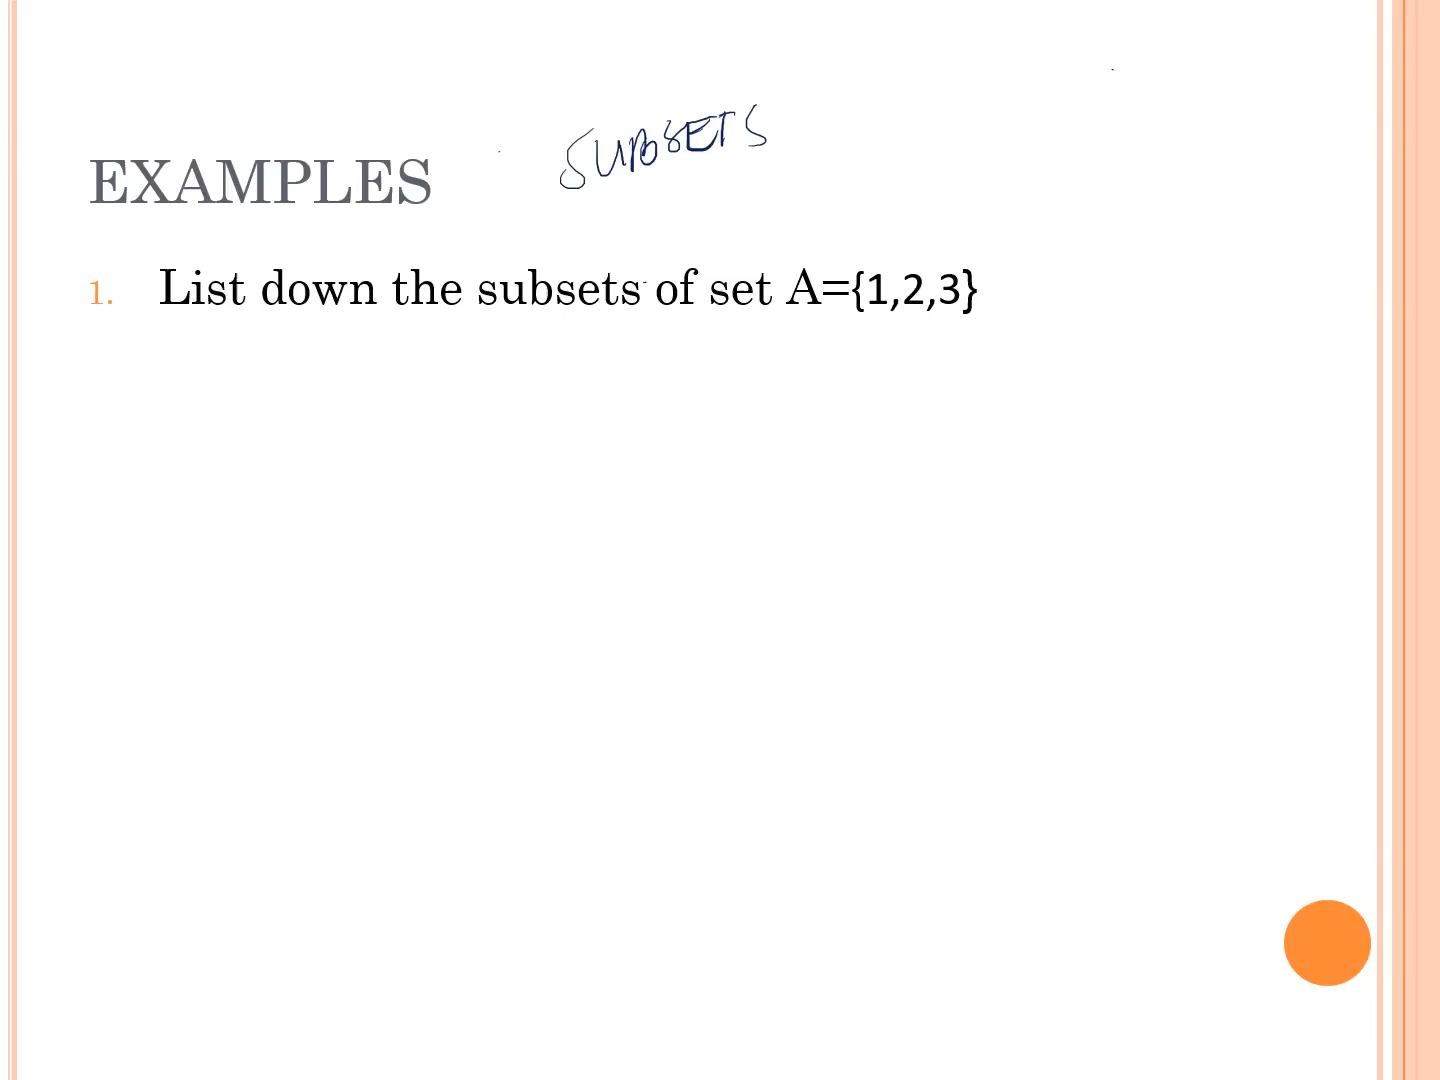 SUBSETS
EXAMPLES
1. List down the subsets of set A={1,2,3}